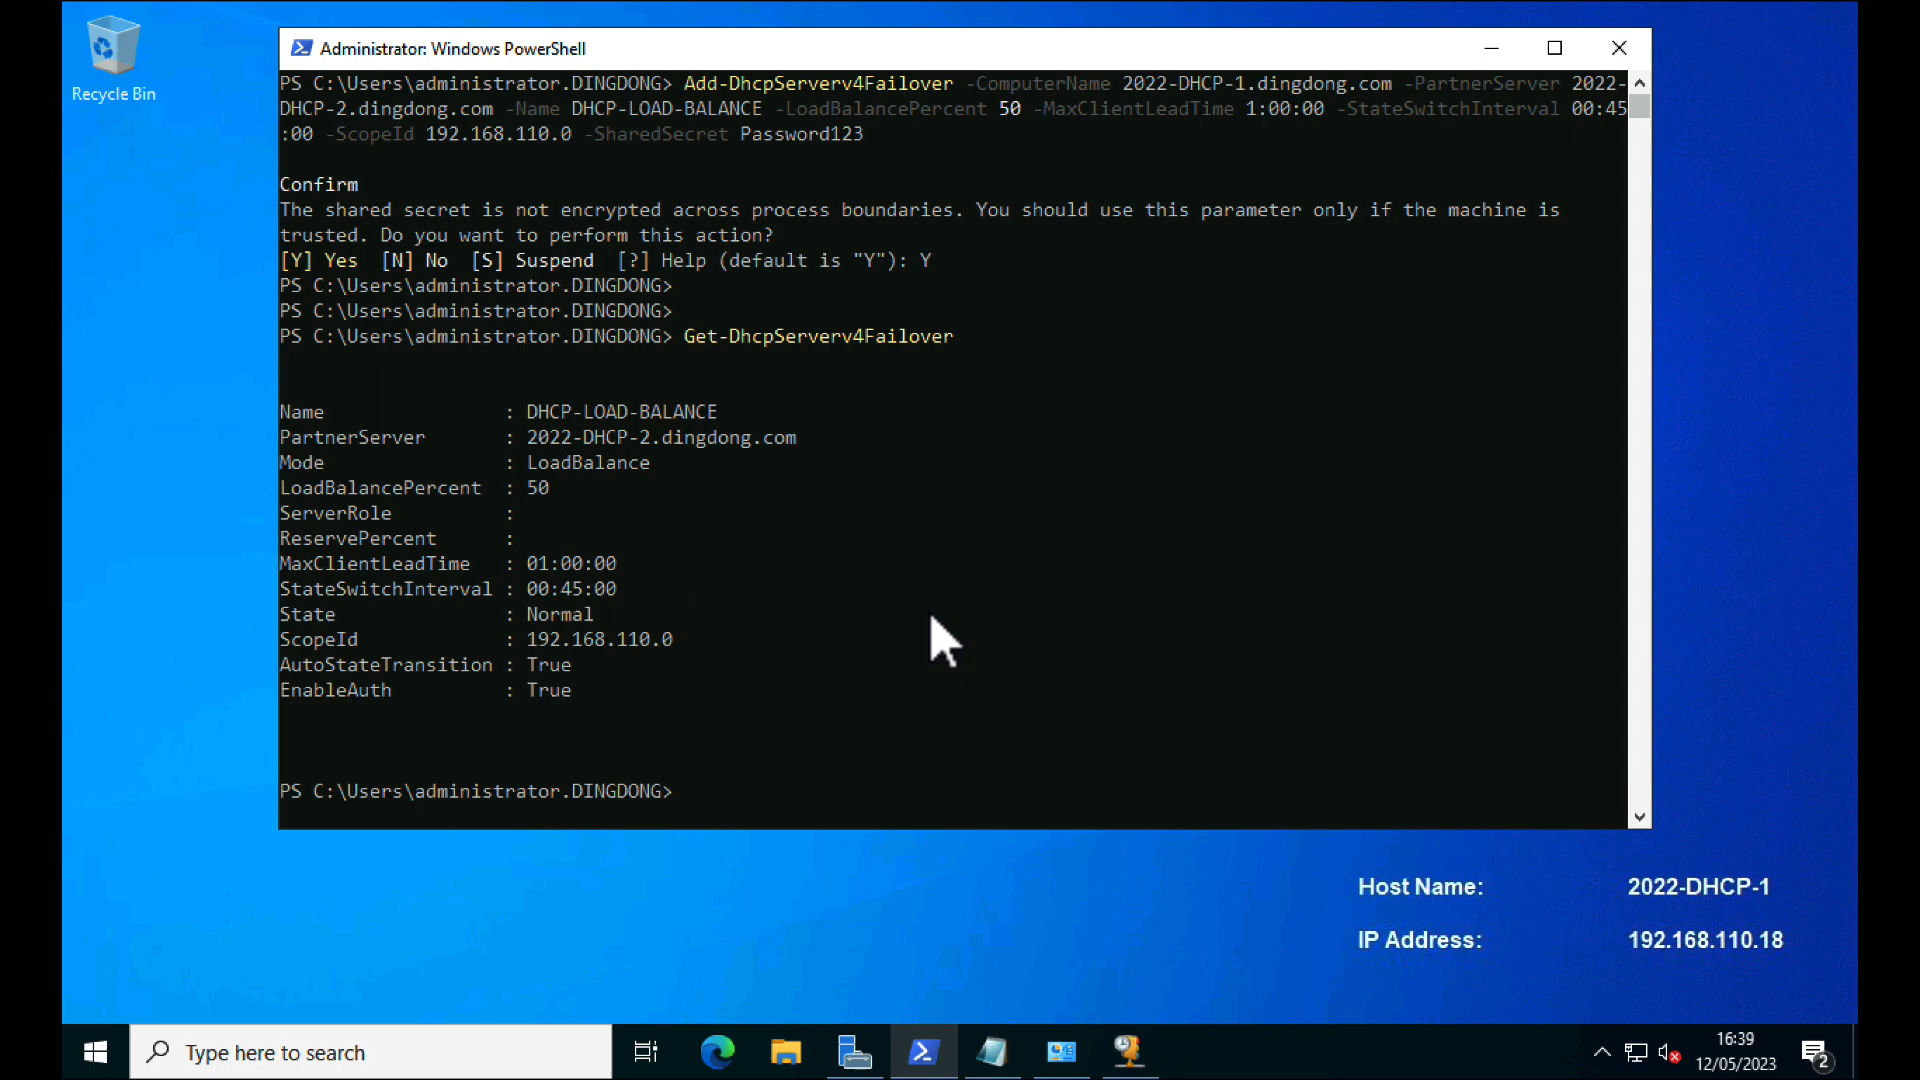 Recycle Bin
Administrator: Windows PowerShell
PS C:\Users\administrator.DINGDONG> Add-DhcpServerv4Failover -ComputerName 2022-DHCP-1.dingdong.com -PartnerServer 2022-
DHCP-2.dingdong.com -Name DHCP-LOAD-BALANCE -LoadBalancePercent 50 -MaxClientLeadTime 1:00:00 -StateSwitchInterval 00:45
:00 -ScopeId 192.168.110.0 -SharedSecret Password123
Confirm
The shared secret is not encrypted across process boundaries. You should use this parameter only if the machine is
trusted. Do you want to perform this action?
[Y] Yes  [N] No  [S] Suspend  [?] Help (default is "Y"): Y
PS C:\Users\administrator.DINGDONG>
PS C:\Users\administrator.DINGDONG>
PS C:\Users\administrator.DINGDONG> Get-DhcpServerv4Failover
Name                : DHCP-LOAD-BALANCE
PartnerServer       : 2022-DHCP-2.dingdong.com
Mode                : LoadBalance
LoadBalancePercent  : 50
ServerRole          :
ReservePercent      :
MaxClientLeadTime   : 01:00:00
StateSwitchInterval : 00:45:00
State               : Normal
ScopeId             : 192.168.110.0
AutoStateTransition : True
EnableAuth          : True
PS C:\Users\administrator.DINGDONG>
Host Name: 2022-DHCP-1
IP Address: 192.168.110.18
Type here to search
16:39
12/05/2023
2